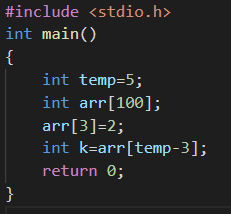 #include <stdio.h>
int main()
{
    int temp=5;
    int arr[100];
    arr[3]=2;
    int k=arr[temp-3];
    return 0;
}